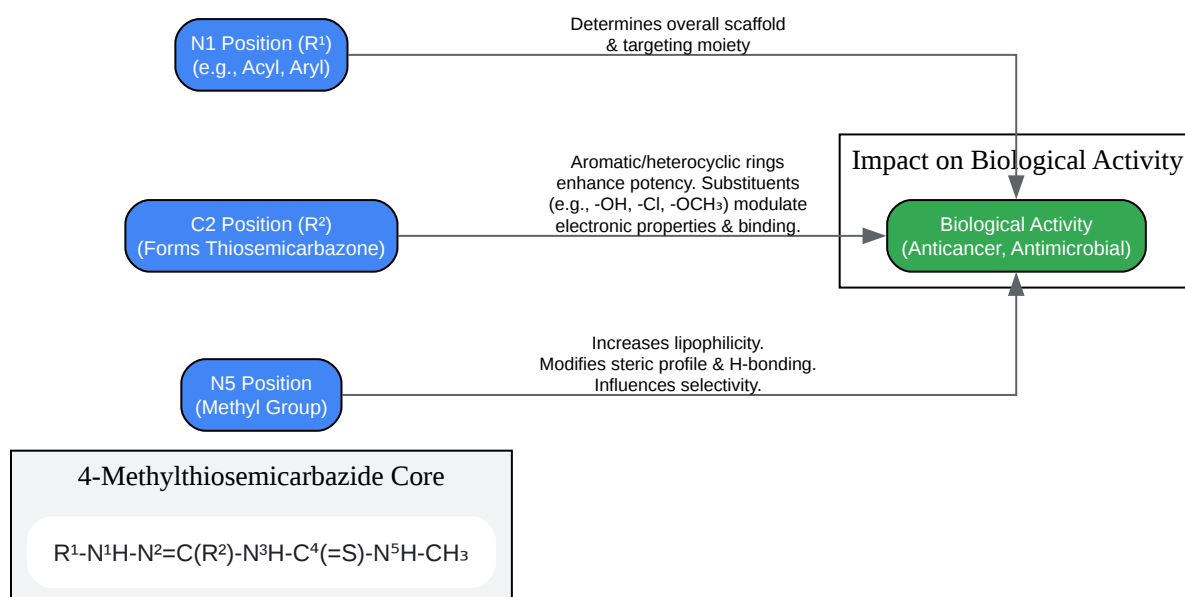 N1 Position (R¹)
(e.g., Acyl, Aryl)
Determines overall scaffold
& targeting moiety
Impact on Biological Activity
Aromatic/heterocyclic rings
enhance potency. Substituents
(e.g., -OH, -Cl, -OCH₃) modulate
electronic properties & binding.
C2 Position (R²)
(Forms Thiosemicarbazone)
Biological Activity
(Anticancer, Antimicrobial)
Increases lipophilicity.
Modifies steric profile & H-bonding.
Influences selectivity.
N5 Position
(Methyl Group)
4-Methylthiosemicarbazide Core
R¹-N¹H-N²=C(R²)-N³H-C⁴(=S)-N⁵H-CH₃